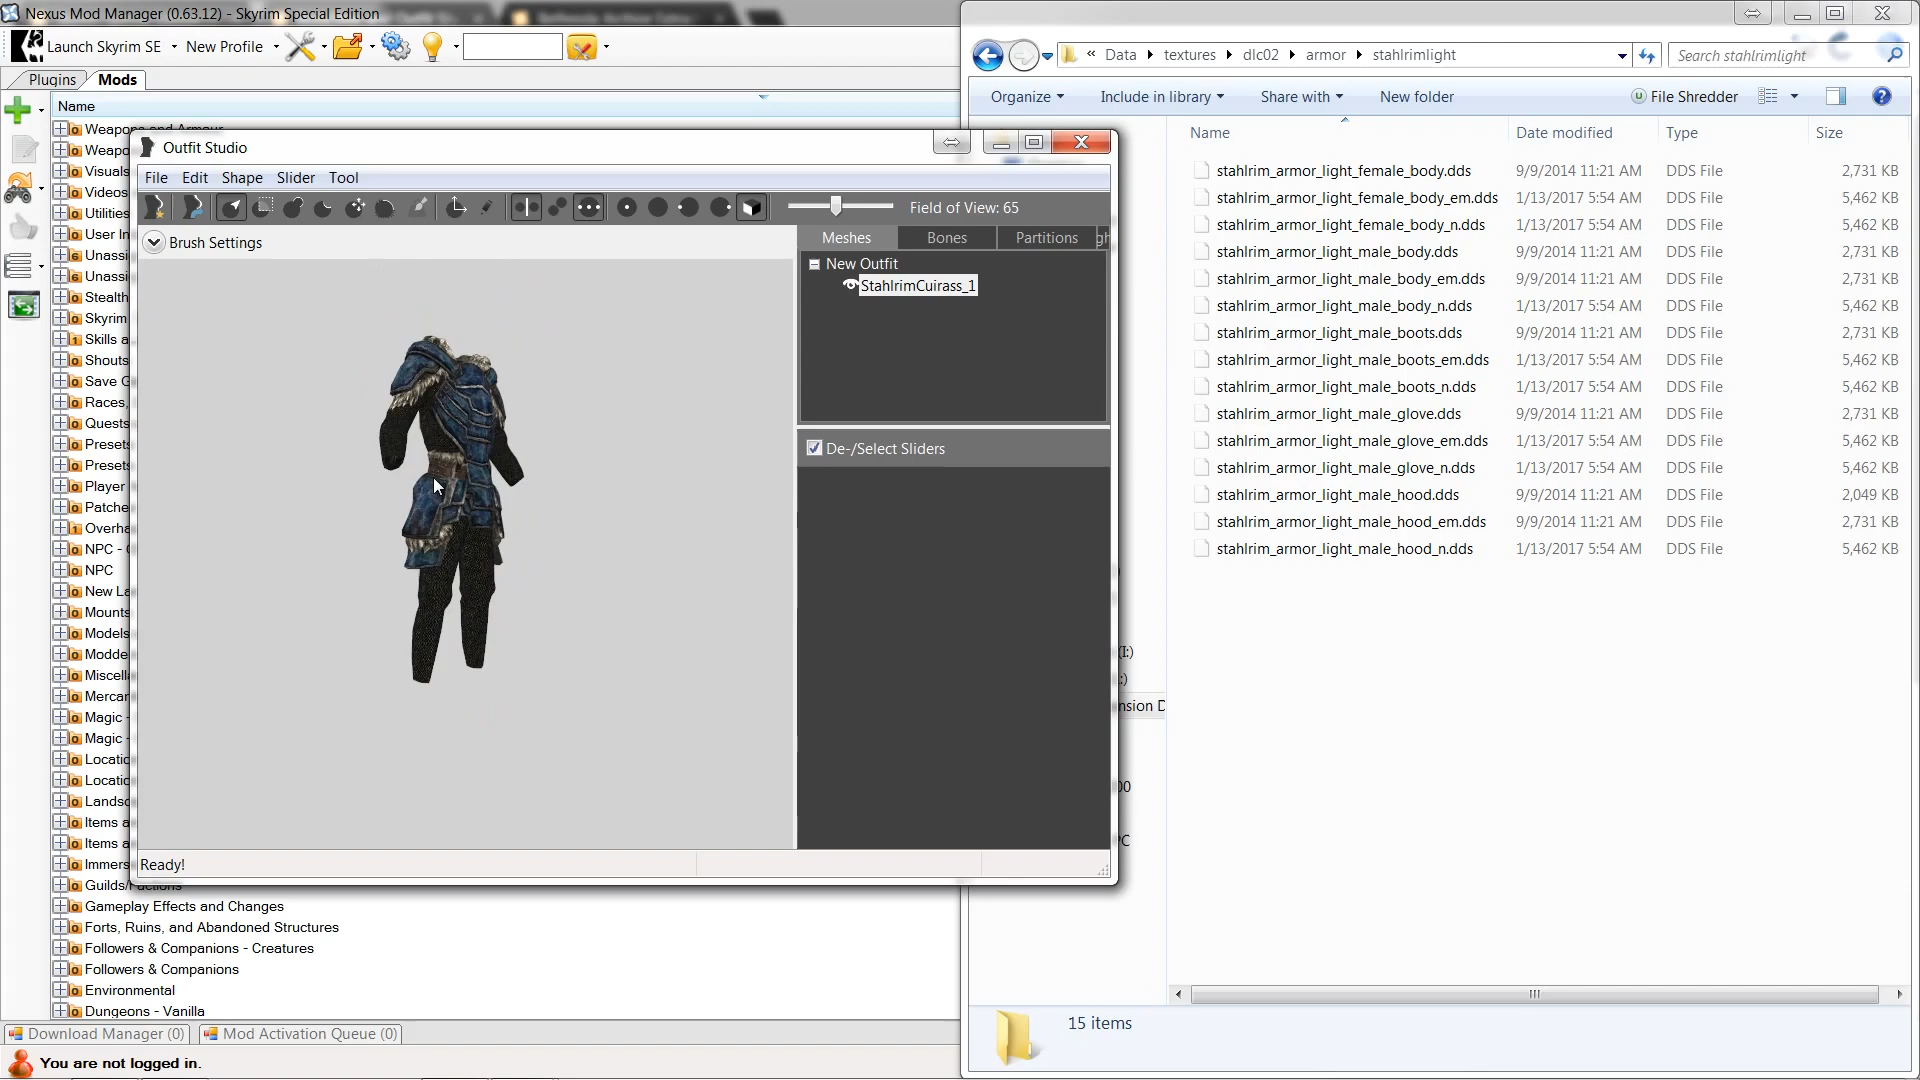 Nexus Mod Manager (0.63.12) - Skyrim Special Edition
Launch Skyrim SE
New Profile
Plugins
Mods
Name
Weapons and Armour
Weapo
Visuals
Videos
Utilities
User In
Unassi
Unassi
Stealth
Skyrim
Skills a
Shouts
Save G
Races,
Quests
Presets
Presets
Player
Patche
Overha
NPC - 
NPC
New La
Mounts
Models
Modde
Miscell
Mercan
Magic -
Magic -
Locatio
Locatio
Landsc
Items a
Items a
Immers
Guilds/Factions
Gameplay Effects and Changes
Forts, Ruins, and Abandoned Structures
Followers & Companions - Creatures
Followers & Companions
Environmental
Dungeons - Vanilla
Download Manager (0)
Mod Activation Queue (0)
You are not logged in.
Outfit Studio
File Edit Shape Slider Tool
Field of View: 65
Brush Settings
Meshes Bones Partitions gh
New Outfit
StahlrimCuirass_1
De-/Select Sliders
Ready!
« Data textures dlc02 armor stahlrimlight
Search stahlrimlight
Organize Include in library Share with New folder File Shredder
Name Date modified Type Size
stahlrim_armor_light_female_body.dds 9/9/2014 11:21 AM DDS File 2,731 KB
stahlrim_armor_light_female_body_em.dds 1/13/2017 5:54 AM DDS File 5,462 KB
stahlrim_armor_light_female_body_n.dds 1/13/2017 5:54 AM DDS File 5,462 KB
stahlrim_armor_light_male_body.dds 9/9/2014 11:21 AM DDS File 2,731 KB
stahlrim_armor_light_male_body_em.dds 9/9/2014 11:21 AM DDS File 2,731 KB
stahlrim_armor_light_male_body_n.dds 1/13/2017 5:54 AM DDS File 5,462 KB
stahlrim_armor_light_male_boots.dds 9/9/2014 11:21 AM DDS File 2,731 KB
stahlrim_armor_light_male_boots_em.dds 1/13/2017 5:54 AM DDS File 5,462 KB
stahlrim_armor_light_male_boots_n.dds 1/13/2017 5:54 AM DDS File 5,462 KB
stahlrim_armor_light_male_glove.dds 9/9/2014 11:21 AM DDS File 2,731 KB
stahlrim_armor_light_male_glove_em.dds 1/13/2017 5:54 AM DDS File 5,462 KB
stahlrim_armor_light_male_glove_n.dds 1/13/2017 5:54 AM DDS File 5,462 KB
stahlrim_armor_light_male_hood.dds 9/9/2014 11:21 AM DDS File 2,049 KB
stahlrim_armor_light_male_hood_em.dds 9/9/2014 11:21 AM DDS File 2,731 KB
stahlrim_armor_light_male_hood_n.dds 1/13/2017 5:54 AM DDS File 5,462 KB
(I:)
:)
nsion D
00
PC
15 items